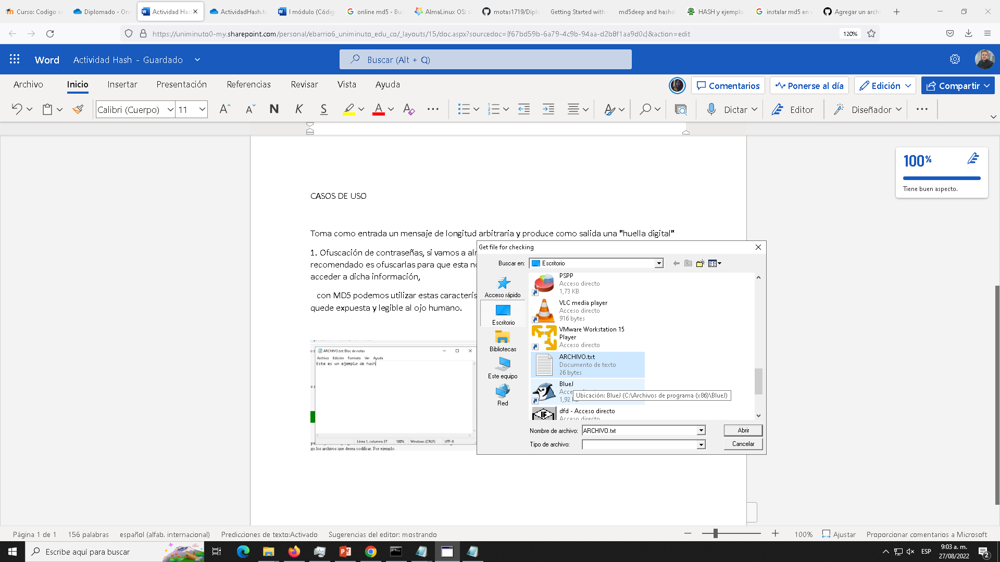 Curso: Codigo se
Diplomado - One
Actividad Has
ActividadHash.tx
I módulo (Códig
online md5 - Bus
AlmaLinux OS: si
motas1719/Diplo
Getting Started with
md5deep and hashd
HASH y ejemplo
instalar md5 en w
Agregar un archi
https://uniminuto0-my.sharepoint.com/personal/ebarrio6_uniminuto_edu_co/_layouts/15/doc.aspx?sourcedoc={f67bd59b-6a79-4c9b-94aa-d2b8f1aa9d0c}&action=edit
120%
Word
Actividad Hash - Guardado
Buscar (Alt + Q)
Archivo
Inicio
Insertar
Presentación
Referencias
Revisar
Vista
Ayuda
Comentarios
Ponerse al día
Edición
Compartir
Calibri (Cuerpo)
11
A
A
N
K
S
A
Dictar
Editor
Diseñador
100%
Tiene buen aspecto.
CASOS DE USO
Toma como entrada un mensaje de longitud arbitraria y produce como salida una "huella digital"
1. Ofuscación de contraseñas, si vamos a alm
recomendado es ofuscarlas para que esta no
acceder a dicha información,
con MD5 podemos utilizar estas caracterís
quede expuesta y legible al ojo humano.
ARCHIVO.txt: Bloc de notas
Archivo Edición Formato Ver Ayuda
Este es un ejemplo de hash
Línea 1, columna 27
100%
Windows (CRLF)
UTF-8
go los archivos que desea codificar. Por ejemplo:
Get file for checking
Buscar en:
Escritorio
Acceso rápido
Escritorio
Bibliotecas
Este equipo
Red
PSPP
Acceso directo
1,73 KB
VLC media player
Acceso directo
916 bytes
VMware Workstation 15
Player
Acceso directo
ARCHIVO.txt
Documento de texto
26 bytes
BlueJ
Acce
1,92 K
Ubicación: BlueJ (C:\Archivos de programa (x86)\BlueJ)
IF
dfd - Acceso directo
Acceso directo
Nombre de archivo:
ARCHIVO.txt
Abrir
Tipo de archivo:
Cancelar
Página 1 de 1
156 palabras
español (alfab. internacional)
Predicciones de texto:Activado
Sugerencias del editor: mostrando
100%
Ajustar
Proporcionar comentarios a Microsoft
Escribe aquí para buscar
ESP
9:03 a. m.
27/08/2022
2